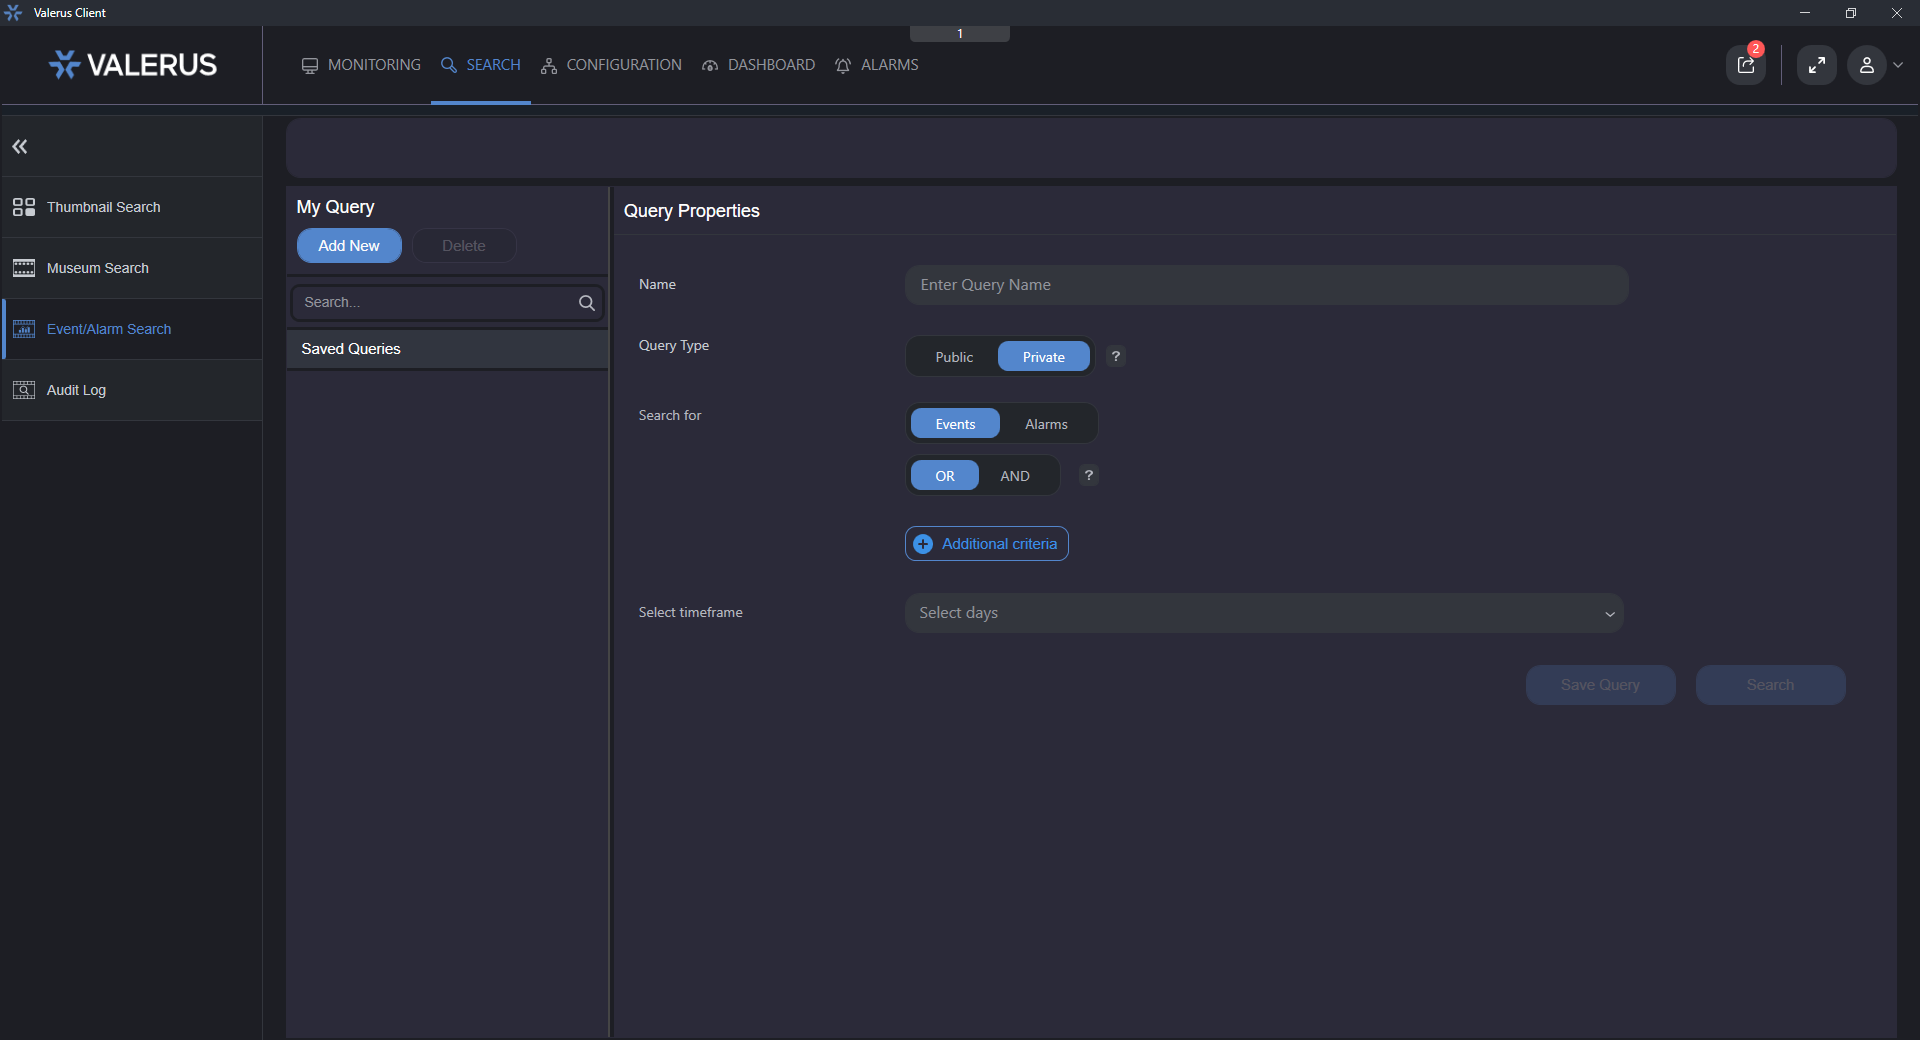 Valerus Client
1
VALERUS
MONITORING
SEARCH
CONFIGURATION
DASHBOARD
ALARMS
2
Thumbnail Search
Museum Search
Event/Alarm Search
Audit Log
My Query
Add New
Delete
Search...
Saved Queries
Query Properties
Name
Enter Query Name
Query Type
Public
Private
?
Search for
Events
Alarms
OR
AND
?
Additional criteria
Select timeframe
Select days
Save Query
Search